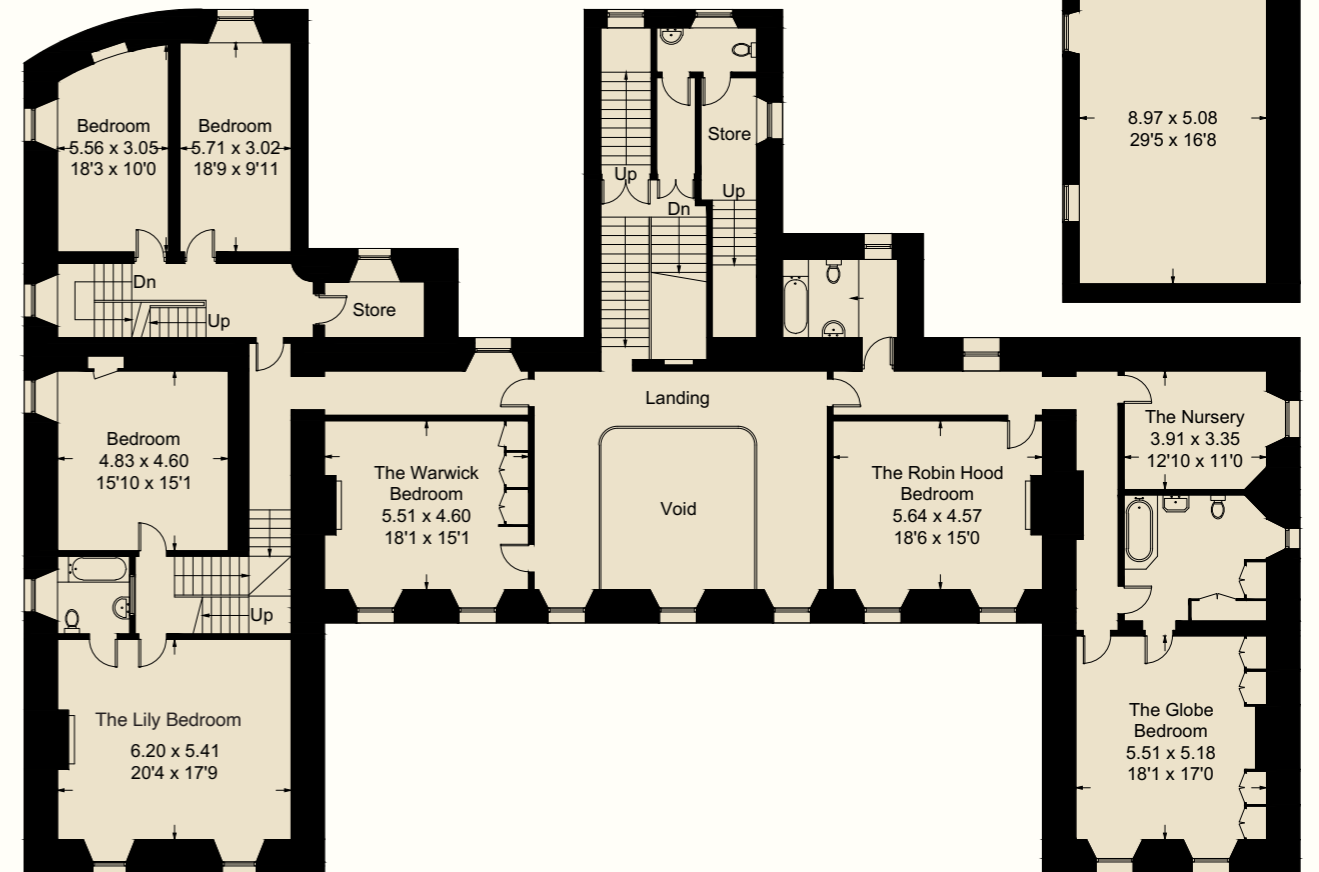 Bedroom
5.56 x 3.05
18'3 x 10'0
Bedroom
5.71 x 3.02
18'9 x 9'11
Up
Store
Up
Dn
8.97 x 5.08
29'5 x 16'8
Dn
Up
Store
Bedroom
4.83 x 4.60
15'10 x 15'1
Landing
The Warwick
Bedroom
5.51 x 4.60
18'1 x 15'1
Void
The Robin Hood
Bedroom
5.64 x 4.57
18'6 x 15'0
The Nursery
3.91 x 3.35
12'10 x 11'0
Up
The Lily Bedroom
6.20 x 5.41
20'4 x 17'9
The Globe
Bedroom
5.51 x 5.18
18'1 x 17'0